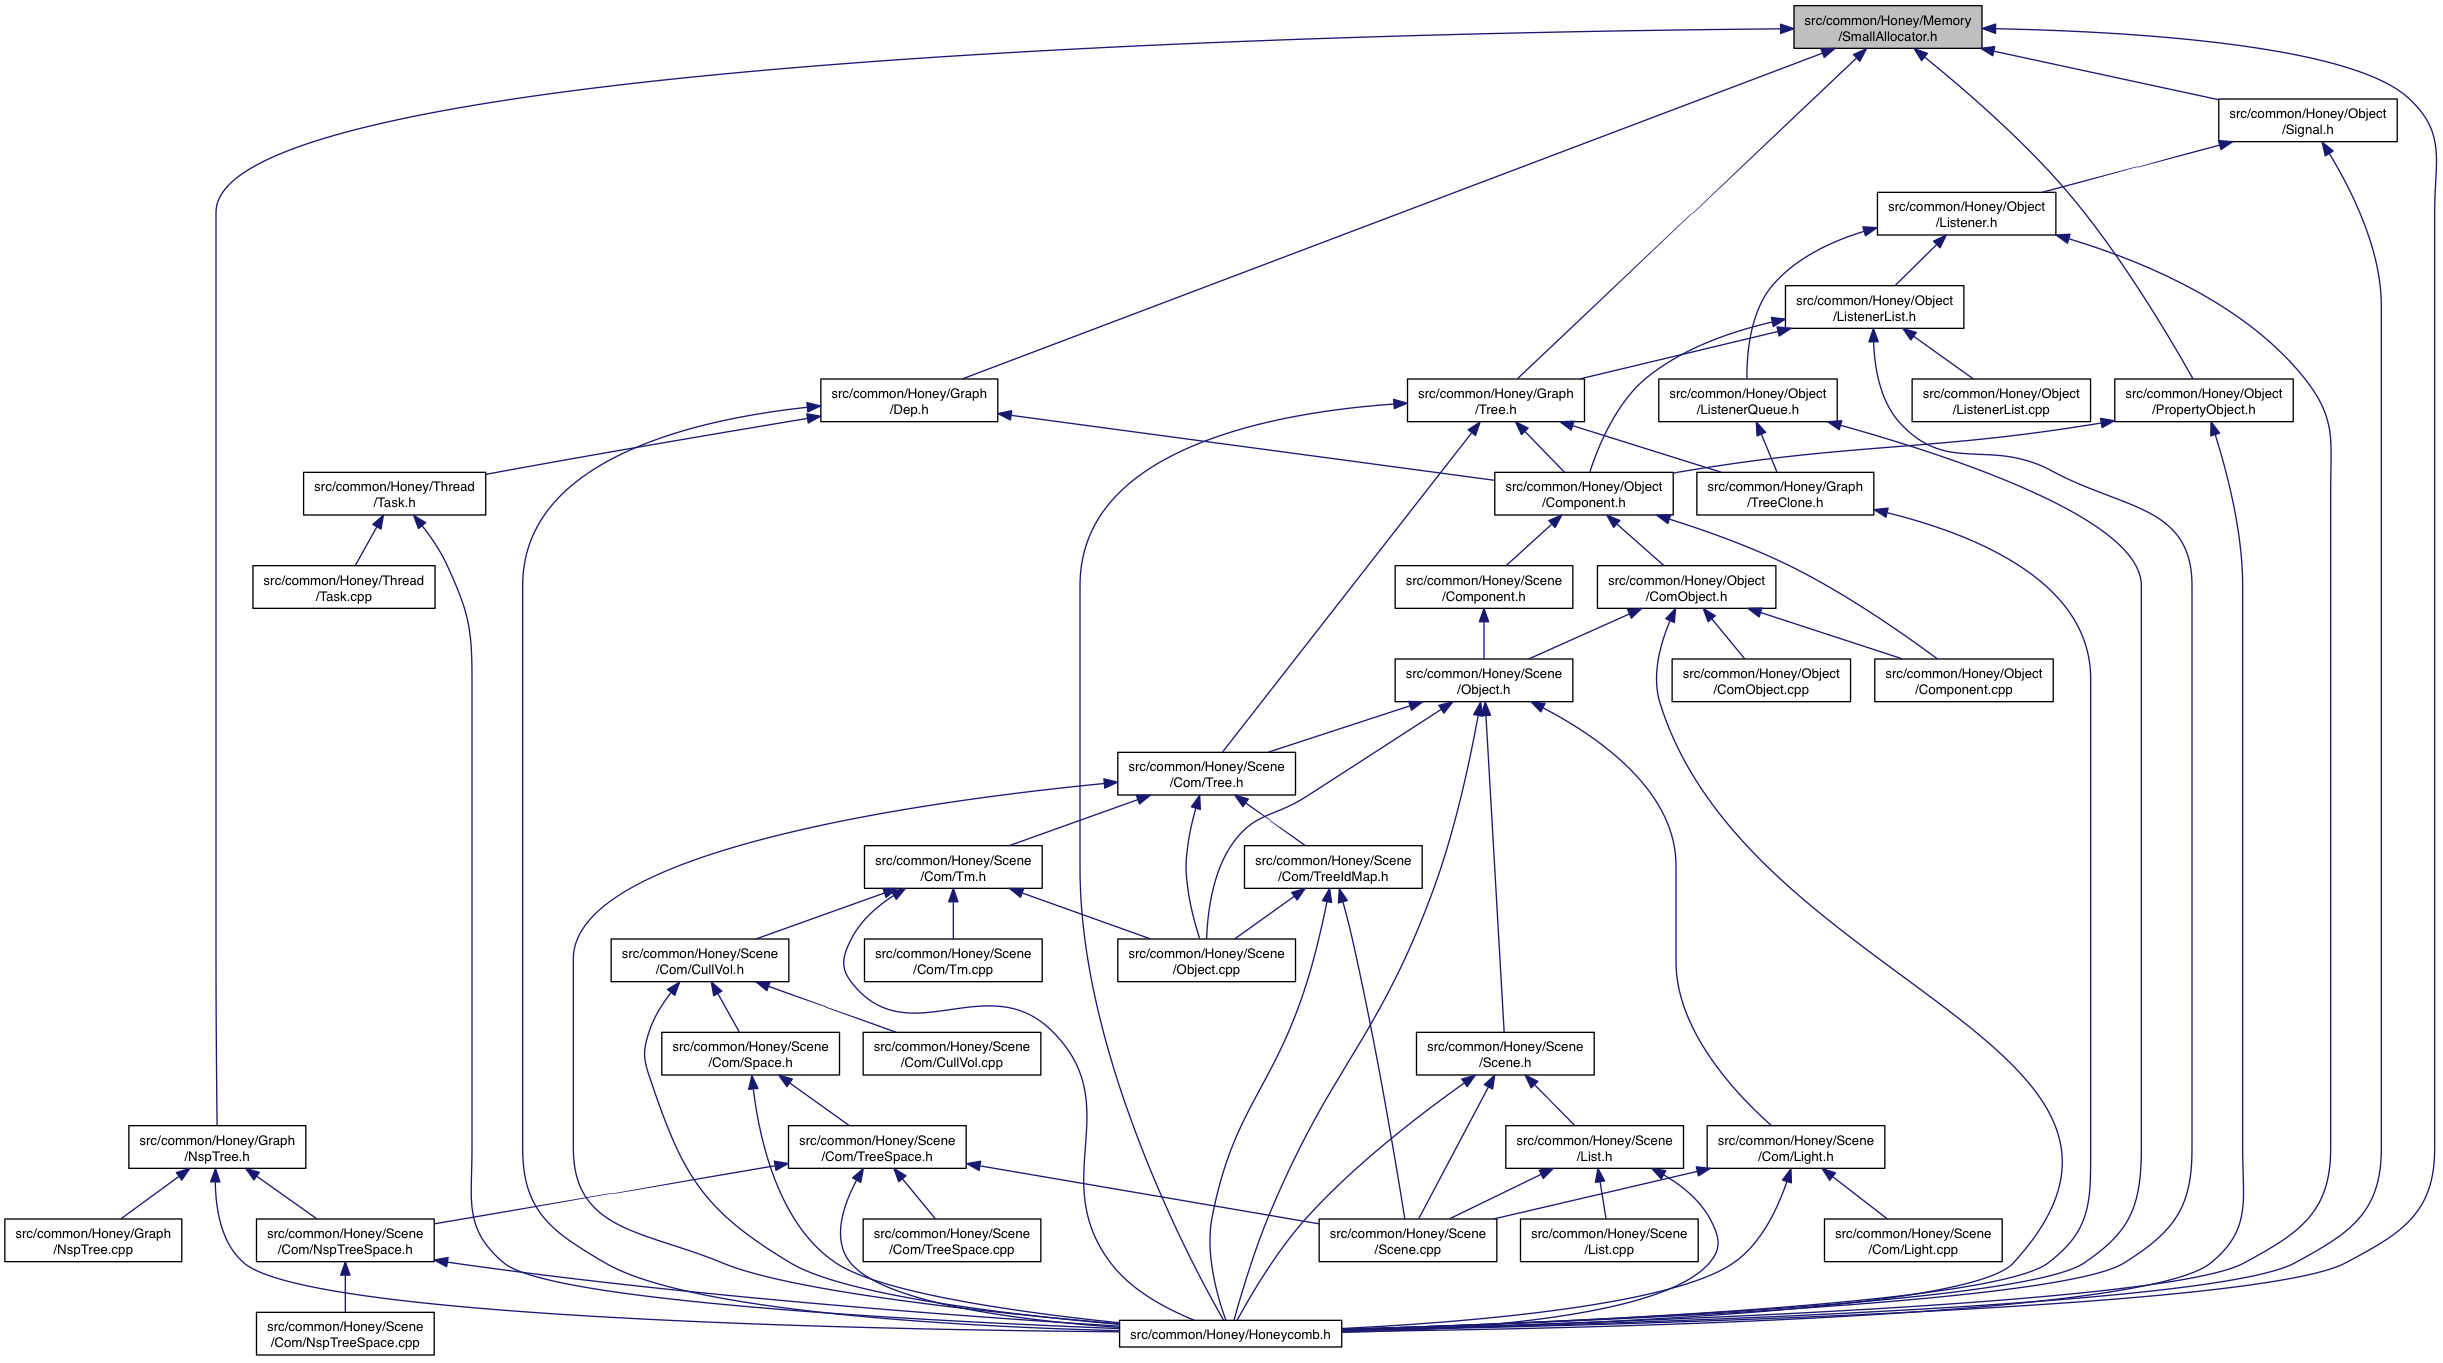 src/common/Honey/Memory
/SmallAllocator.h
src/common/Honey/Object
/Signal.h
src/common/Honey/Object
/Listener.h
src/common/Honey/Object
/ListenerList.h
src/common/Honey/Graph
/Dep.h
src/common/Honey/Graph
/Tree.h
src/common/Honey/Object
/ListenerQueue.h
src/common/Honey/Object
/ListenerList.cpp
src/common/Honey/Object
/PropertyObject.h
src/common/Honey/Thread
/Task.h
src/common/Honey/Object
/Component.h
src/common/Honey/Graph
/TreeClone.h
src/common/Honey/Thread
/Task.cpp
src/common/Honey/Scene
/Component.h
src/common/Honey/Object
/ComObject.h
src/common/Honey/Scene
/Object.h
src/common/Honey/Object
/ComObject.cpp
src/common/Honey/Object
/Component.cpp
src/common/Honey/Scene
/Com/Tree.h
src/common/Honey/Scene
/Com/Tm.h
src/common/Honey/Scene
/Com/TreeIdMap.h
src/common/Honey/Scene
/Com/CullVol.h
src/common/Honey/Scene
/Com/Tm.cpp
src/common/Honey/Scene
/Object.cpp
src/common/Honey/Scene
/Com/Space.h
src/common/Honey/Scene
/Com/CullVol.cpp
src/common/Honey/Scene
/Scene.h
src/common/Honey/Graph
/NspTree.h
src/common/Honey/Scene
/Com/TreeSpace.h
src/common/Honey/Scene
/List.h
src/common/Honey/Scene
/Com/Light.h
src/common/Honey/Graph
/NspTree.cpp
src/common/Honey/Scene
/Com/NspTreeSpace.h
src/common/Honey/Scene
/Com/TreeSpace.cpp
src/common/Honey/Scene
/Scene.cpp
src/common/Honey/Scene
/List.cpp
src/common/Honey/Scene
/Com/Light.cpp
src/common/Honey/Scene
/Com/NspTreeSpace.cpp
src/common/Honey/Honeycomb.h